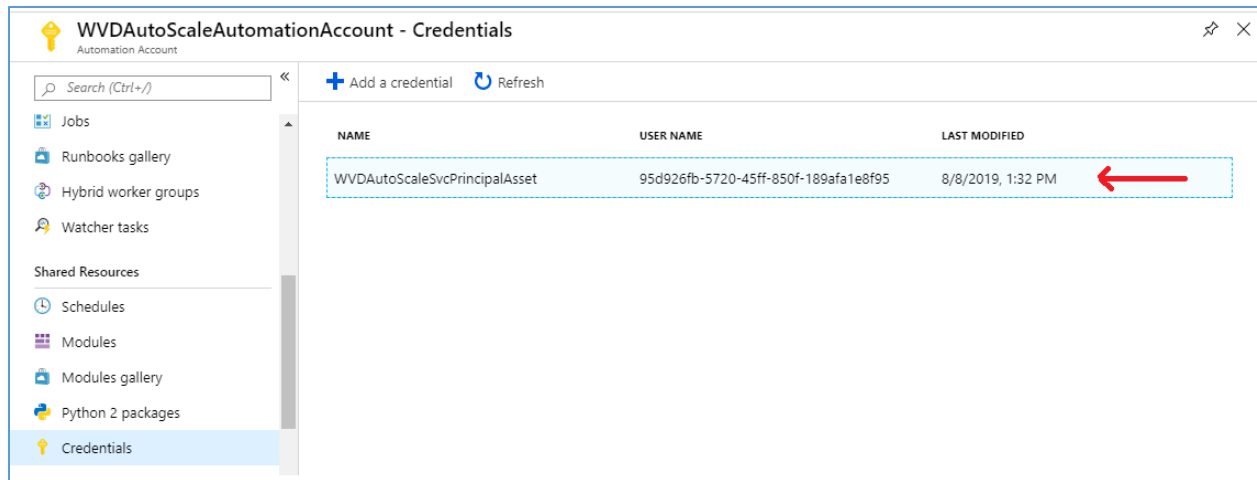 WVDAutoScaleAutomationAccount - Credentials
Automation Account
Search (Ctrl+/)
«
Jobs
Runbooks gallery
Hybrid worker groups
Watcher tasks
Shared Resources
Schedules
Modules
Modules gallery
Python 2 packages
Credentials
Add a credential Refresh
NAME USER NAME LAST MODIFIED
WVDAutoScaleSvcPrincipalAsset 95d926fb-5720-45ff-850f-189afa1e8f95 8/8/2019, 1:32 PM